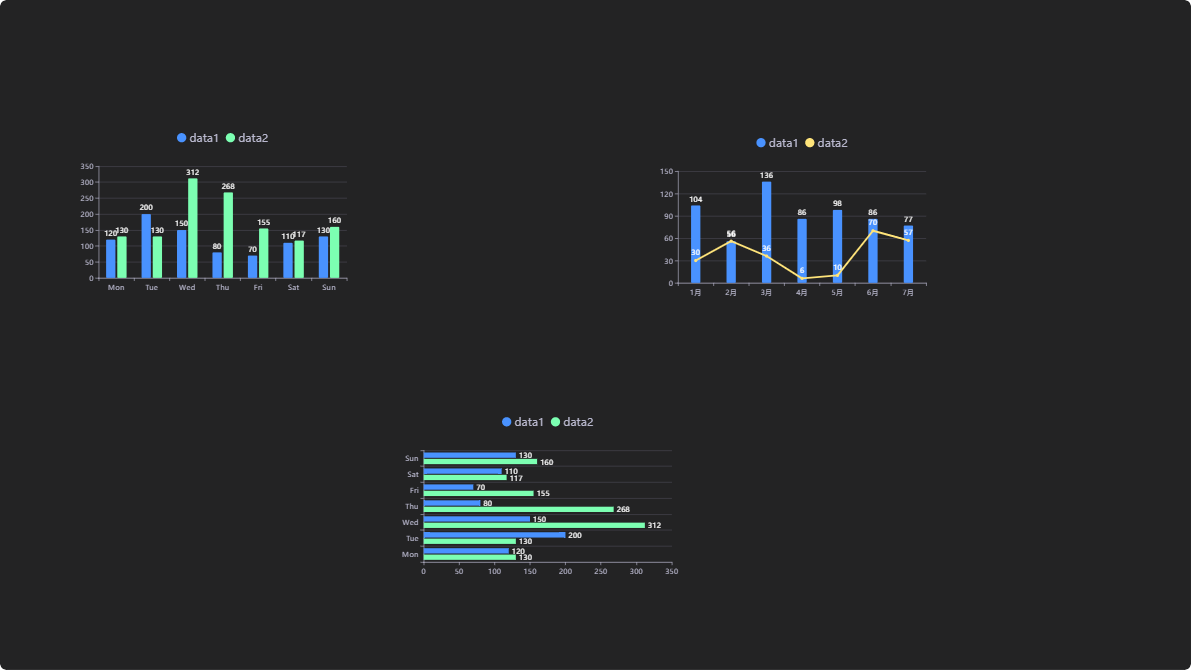 data1 data2
350
300
250
200
150
100
50
0
120 130 200 130 150 312 80 268 70 155 110 117 130 160
Mon Tue Wed Thu Fri Sat Sun
data1 data2
150
120
90
60
30
0
104 136 86 98 86 77
30 56 36 6 10 70 57
1月 2月 3月 4月 5月 6月 7月
data1 data2
Sun 130
160
Sat 110
117
Fri 70
155
Thu 80
268
Wed 150
312
Tue 200
130
Mon 120
130
0 50 100 150 200 250 300 350